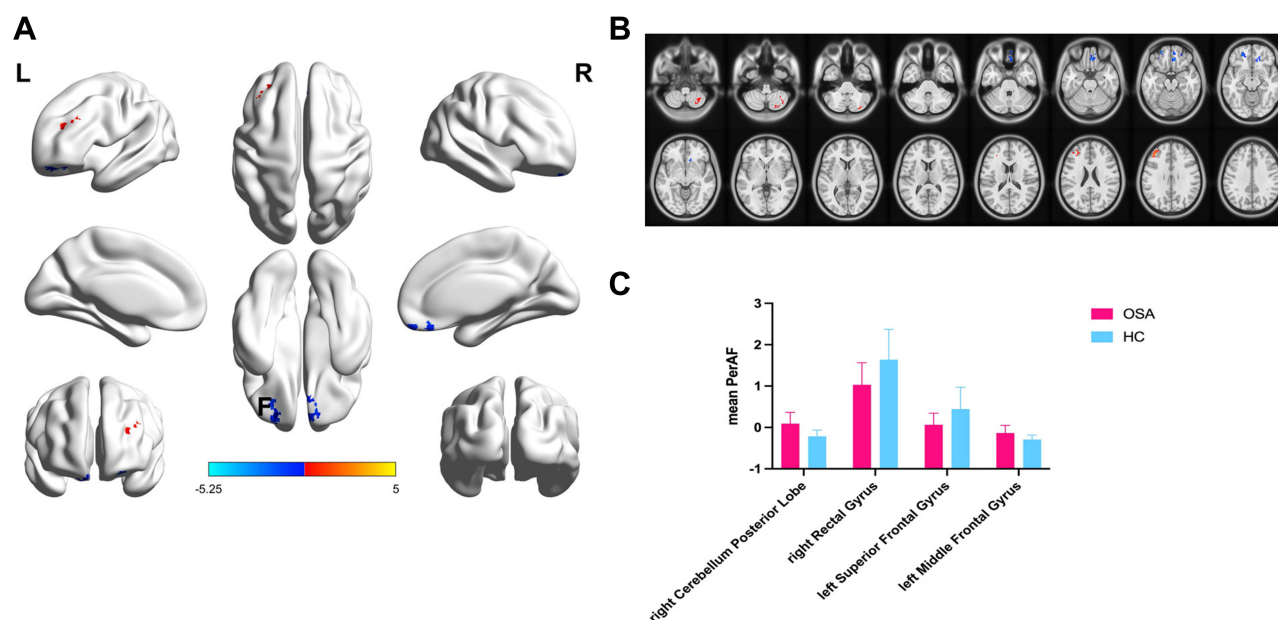 A
L
R
F
-5.25
5
B
C
mean PerAF
3
2
1
0
-1
OSA
HC
right Cerebellum Posterior Lobe
right Rectal Gyrus
left Superior Frontal Gyrus
left Middle Frontal Gyrus